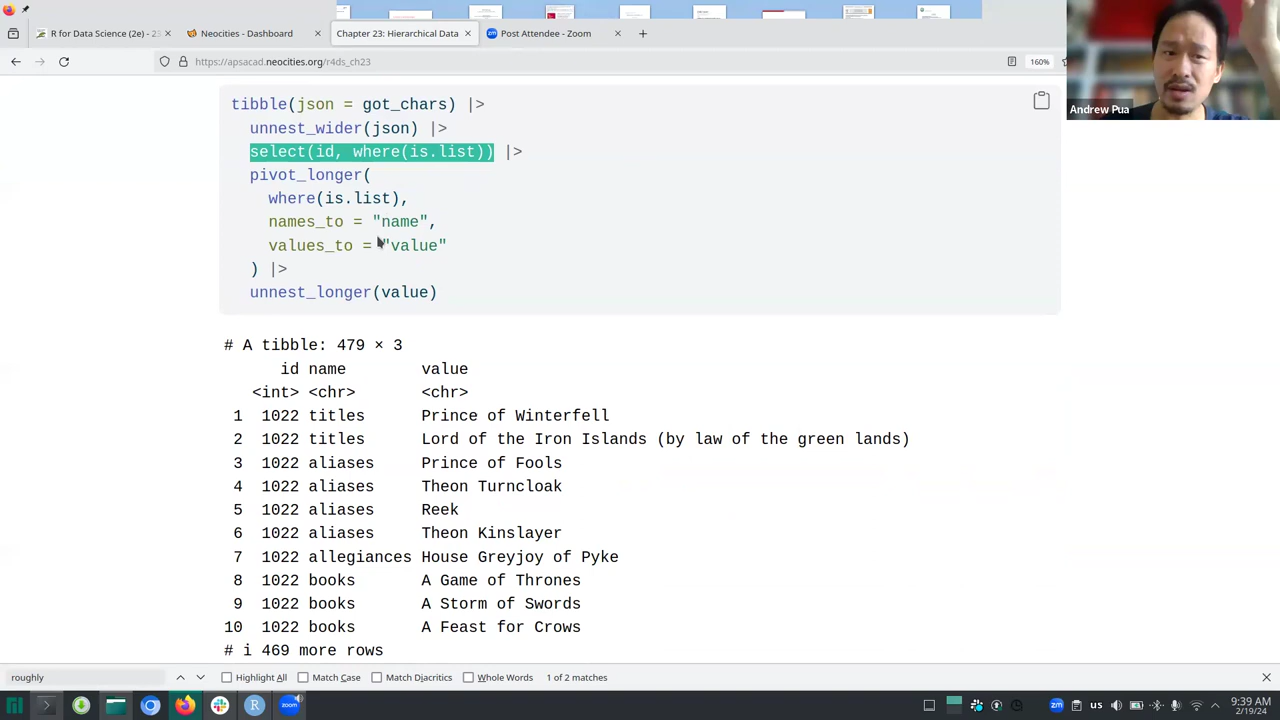 R for Data Science (2e) - 23
Neocities - Dashboard
Chapter 23: Hierarchical Data
Post Attendee - Zoom
https://apsacad.neocities.org/r4ds_ch23
160%
Andrew Pua
tibble(json = got_chars) |>
unnest_wider(json) |>
select(id, where(is.list)) |>
pivot_longer(
where(is.list),
names_to = "name",
values_to = "value"
) |>
unnest_longer(value)
# A tibble: 479 × 3
id name value
<int> <chr> <chr>
1 1022 titles Prince of Winterfell
2 1022 titles Lord of the Iron Islands (by law of the green lands)
3 1022 aliases Prince of Fools
4 1022 aliases Theon Turncloak
5 1022 aliases Reek
6 1022 aliases Theon Kinslayer
7 1022 allegiances House Greyjoy of Pyke
8 1022 books A Game of Thrones
9 1022 books A Storm of Swords
10 1022 books A Feast for Crows
# i 469 more rows
roughly
Highlight All
Match Case
Match Diacritics
Whole Words
1 of 2 matches
us
9:39 AM
2/19/24